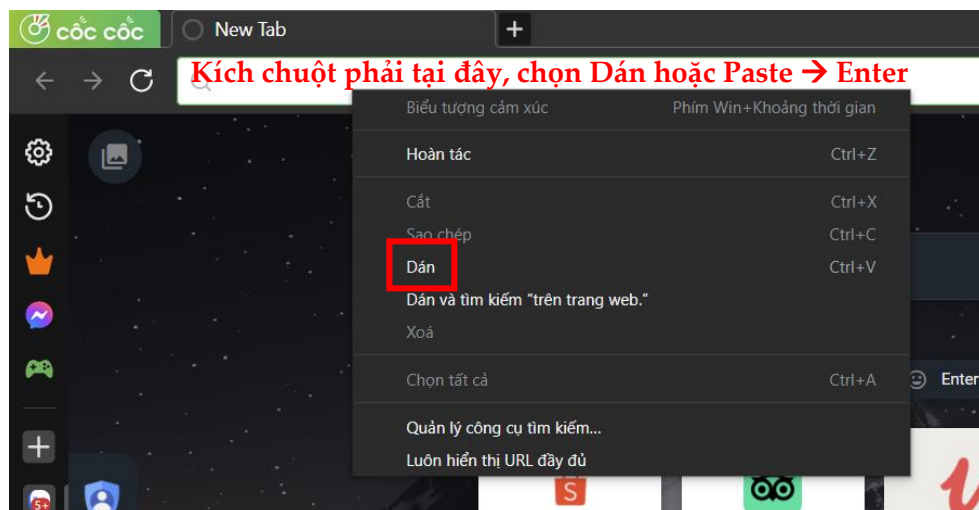 cốc cốc New Tab
Kích chuột phải tại đây, chọn Dán hoặc Paste → Enter
Biểu tượng cảm xúc Phím Win+Khoảng thời gian
Hoàn tác Ctrl+Z
Cắt Ctrl+X
Sao chép Ctrl+C
Dán Ctrl+V
Dán và tìm kiếm “trên trang web.”
Xoá
Chọn tất cả Ctrl+A
Enter
Quản lý công cụ tìm kiếm...
Luôn hiển thị URL đầy đủ
S
5+